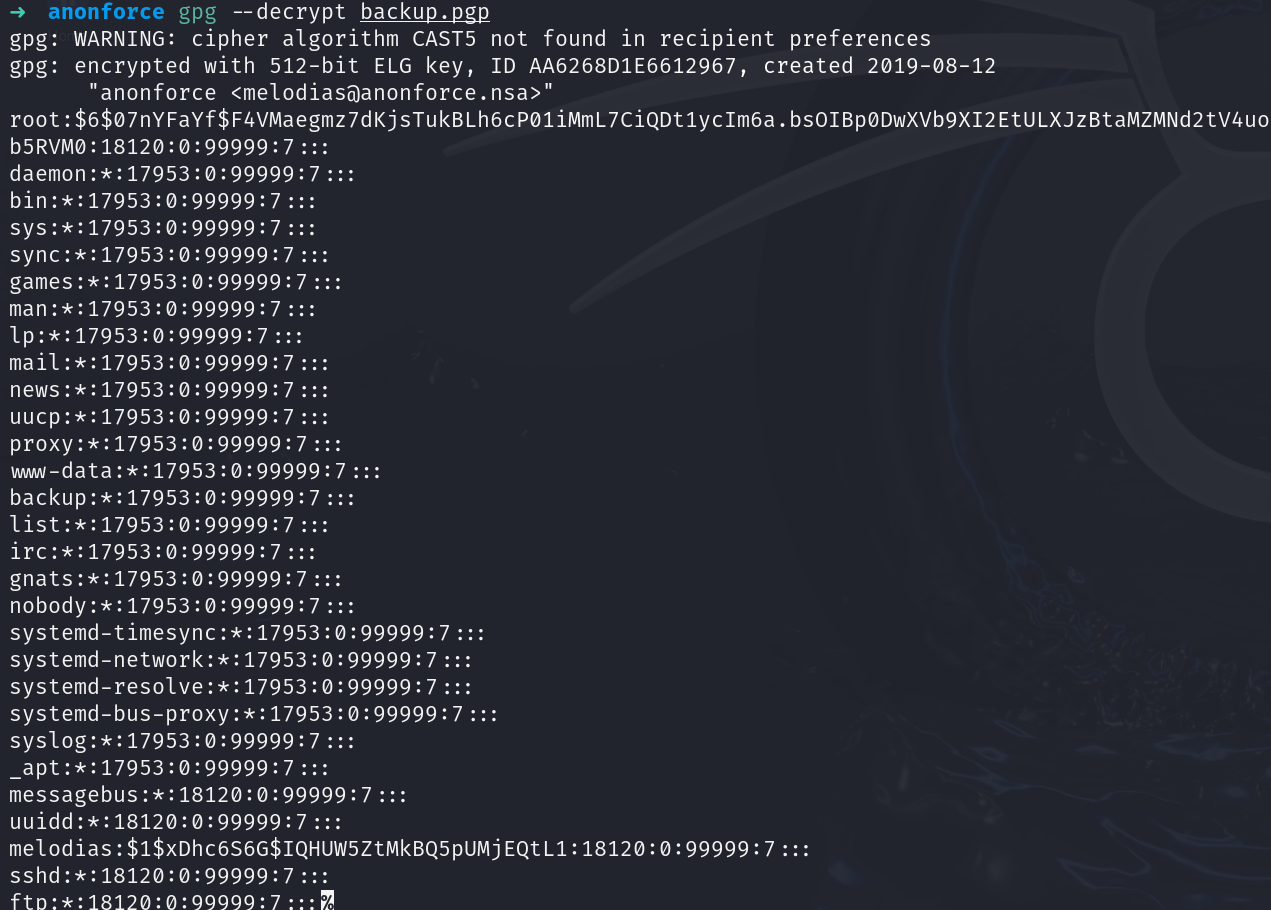 → anonforce gpg --decrypt backup.pgp
gpg: WARNING: cipher algorithm CAST5 not found in recipient preferences
gpg: encrypted with 512-bit ELG key, ID AA6268D1E6612967, created 2019-08-12
"anonforce <melodias@anonforce.nsa>"
root:$6$07nYFaYf$F4VMaegmz7dKjsTukBLh6cP01iMmL7CiQDt1ycIm6a.bsOIBp0DwXVb9XI2EtULXJzBtaMZMNd2tV4uo
b5RVM0:18120:0:99999:7:::
daemon:*:17953:0:99999:7:::
bin:*:17953:0:99999:7:::
sys:*:17953:0:99999:7:::
sync:*:17953:0:99999:7:::
games:*:17953:0:99999:7:::
man:*:17953:0:99999:7:::
lp:*:17953:0:99999:7:::
mail:*:17953:0:99999:7:::
news:*:17953:0:99999:7:::
uucp:*:17953:0:99999:7:::
proxy:*:17953:0:99999:7:::
www-data:*:17953:0:99999:7:::
backup:*:17953:0:99999:7:::
list:*:17953:0:99999:7:::
irc:*:17953:0:99999:7:::
gnats:*:17953:0:99999:7:::
nobody:*:17953:0:99999:7:::
systemd-timesync:*:17953:0:99999:7:::
systemd-network:*:17953:0:99999:7:::
systemd-resolve:*:17953:0:99999:7:::
systemd-bus-proxy:*:17953:0:99999:7:::
syslog:*:17953:0:99999:7:::
_apt:*:17953:0:99999:7:::
messagebus:*:18120:0:99999:7:::
uuidd:*:18120:0:99999:7:::
melodias:$1$xDhc6S6G$IQHUW5ZtMkBQ5pUMjEQtL1:18120:0:99999:7:::
sshd:*:18120:0:99999:7:::
ftp:*:18120:0:99999:7:::%